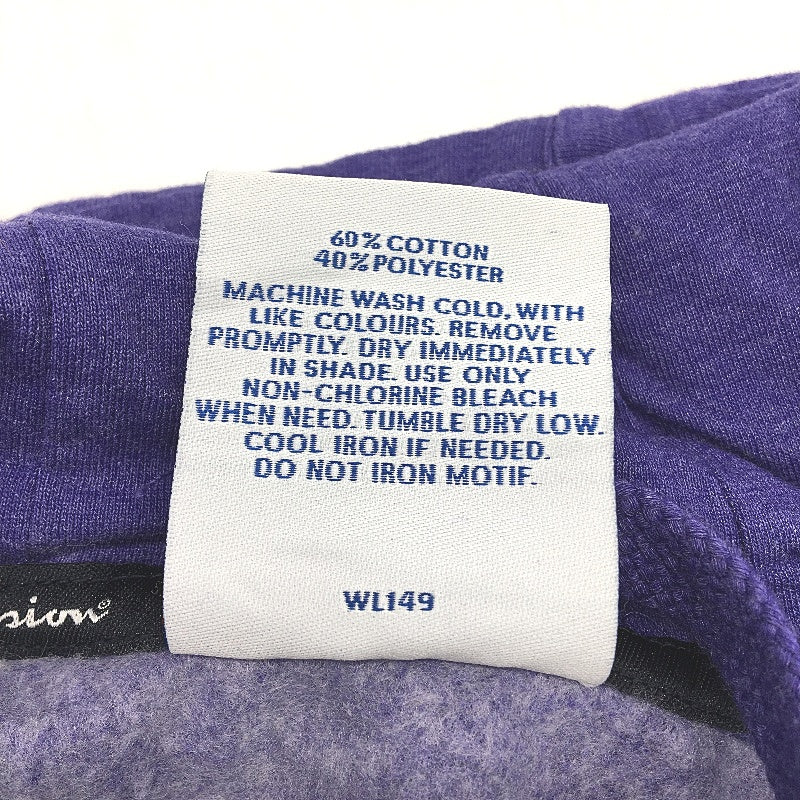 60% COTTON
40% POLYESTER
MACHINE WASH COLD, WITH
LIKE COLOURS. REMOVE
PROMPTLY. DRY IMMEDIATELY
IN SHADE. USE ONLY
NON-CHLORINE BLEACH
WHEN NEED. TUMBLE DRY LOW.
COOL IRON IF NEEDED.
DO NOT IRON MOTIF.
WL149
sion©